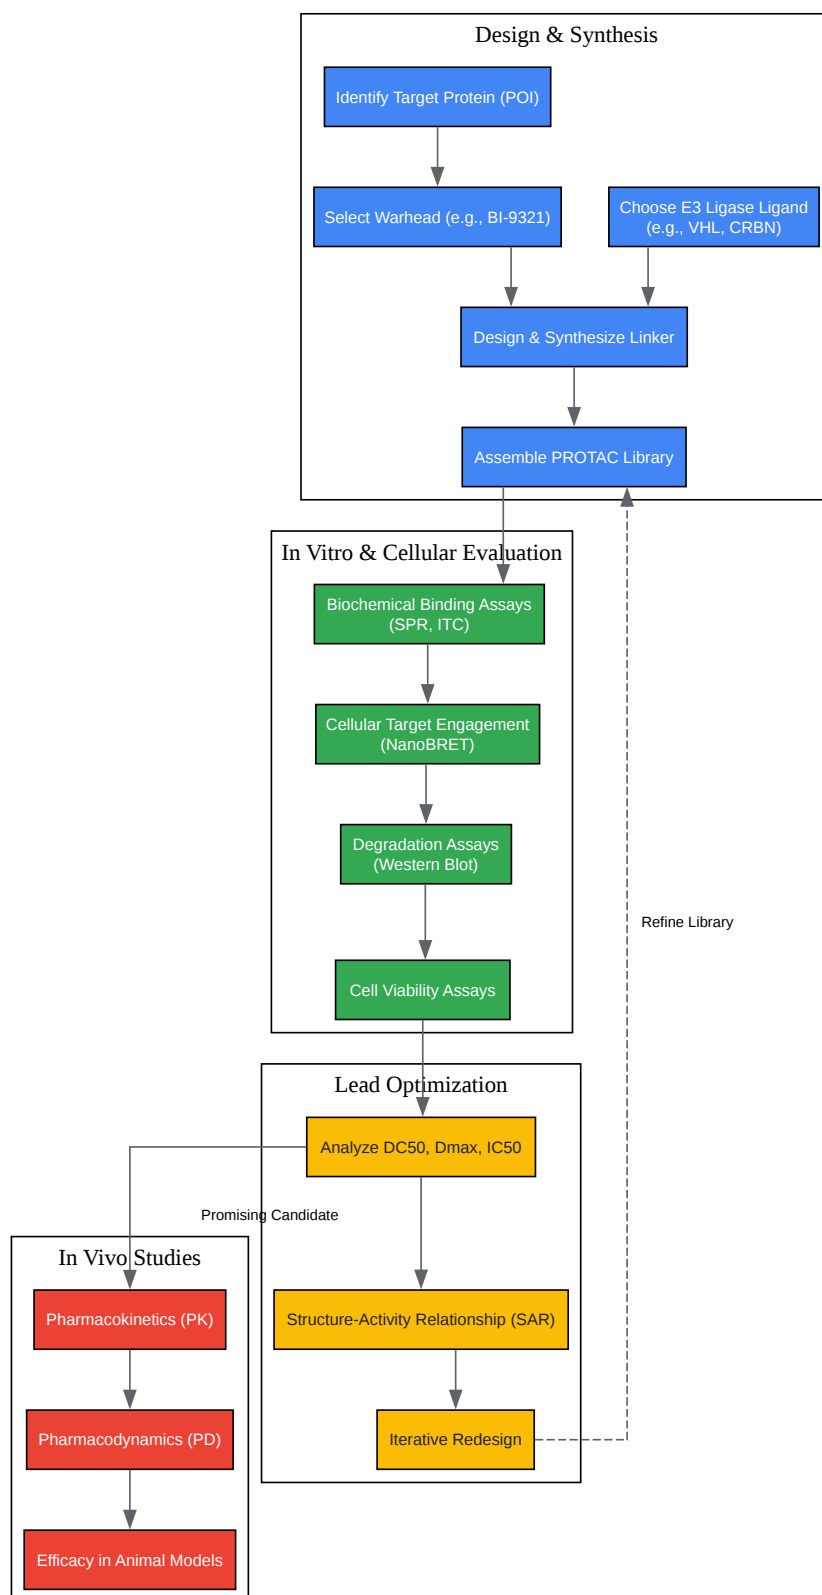 Design & Synthesis
Identify Target Protein (POI)
Select Warhead (e.g., BI-9321)
Choose E3 Ligase Ligand
(e.g., VHL, CRBN)
Design & Synthesize Linker
Assemble PROTAC Library
In Vitro & Cellular Evaluation
Biochemical Binding Assays
(SPR, ITC)
Cellular Target Engagement
(NanoBRET)
Degradation Assays
(Western Blot)
Refine Library
Cell Viability Assays
Lead Optimization
Analyze DC50, Dmax, IC50
Promising Candidate
In Vivo Studies
Pharmacokinetics (PK)
Structure-Activity Relationship (SAR)
Pharmacodynamics (PD)
Iterative Redesign
Efficacy in Animal Models